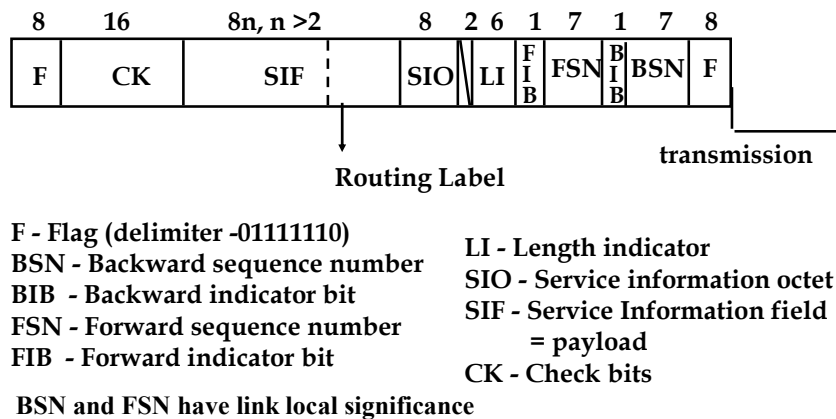 8 16 8n, n >2 8 2 6 1 7 1 7 8
F CK SIF SIO LI FIB FSN BIB BSN F
transmission
Routing Label
F - Flag (delimiter -01111110)
BSN - Backward sequence number
BIB - Backward indicator bit
FSN - Forward sequence number
FIB - Forward indicator bit
LI - Length indicator
SIO - Service information octet
SIF - Service Information field
= payload
CK - Check bits
BSN and FSN have link local significance